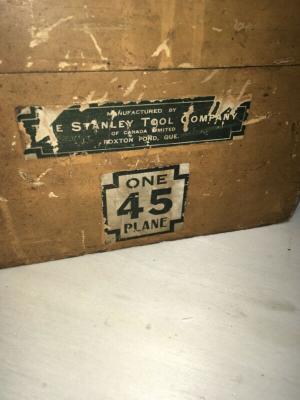 MANUFACTURED BY
E STANLEY TOOL COMPANY
OF CANADA LIMITED
ROXTON POND, QUE.
ONE
45
PLANE